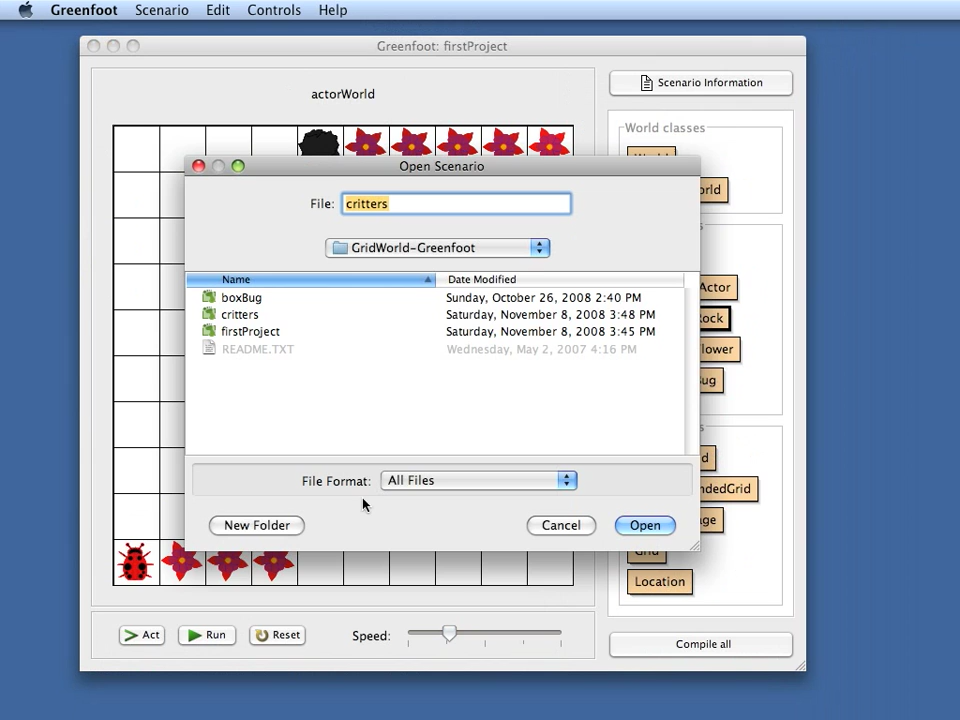 Greenfoot Scenario Edit Controls Help
Greenfoot: firstProject
Scenario Information
actorWorld
World classes
World
orld
Open Scenario
File: critters
GridWorld-Greenfoot
Name Date Modified
boxBug Sunday, October 26, 2008 2:40 PM
critters Saturday, November 8, 2008 3:48 PM
firstProject Saturday, November 8, 2008 3:45 PM
README.TXT Wednesday, May 2, 2007 4:16 PM
Actor
Rock
lower
ug
s
d
ndedGrid
ge
Grid
Location
File Format: All Files
New Folder Cancel Open
Act Run Reset Speed:
Compile all